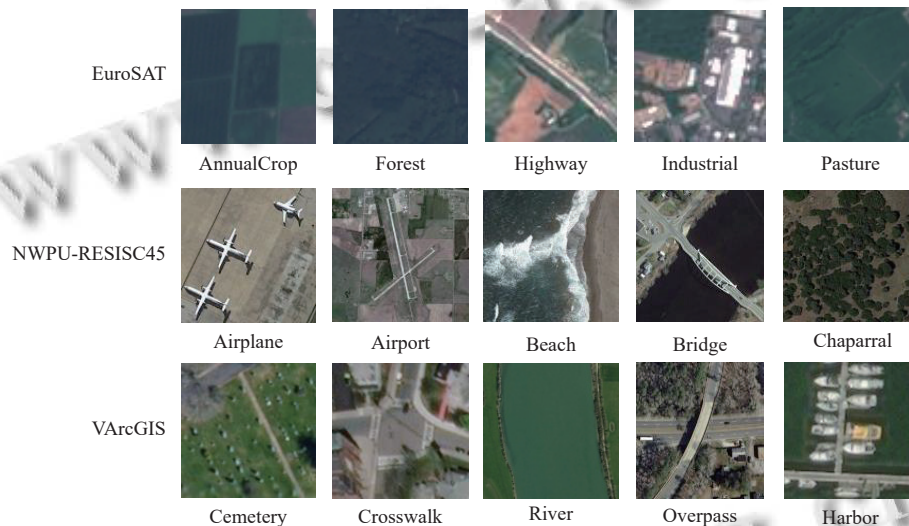 EuroSAT
AnnualCrop Forest Highway Industrial Pasture
NWPU-RESISC45
Airplane Airport Beach Bridge Chaparral
VArcGIS
Cemetery Crosswalk River Overpass Harbor